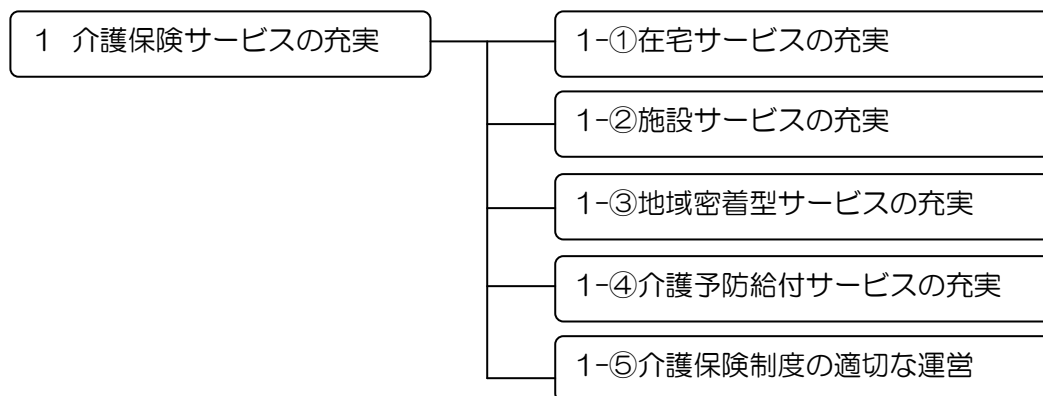 1 介護保険サービスの充実
1-①在宅サービスの充実
1-②施設サービスの充実
1-③地域密着型サービスの充実
1-④介護予防給付サービスの充実
1-⑤介護保険制度の適切な運営